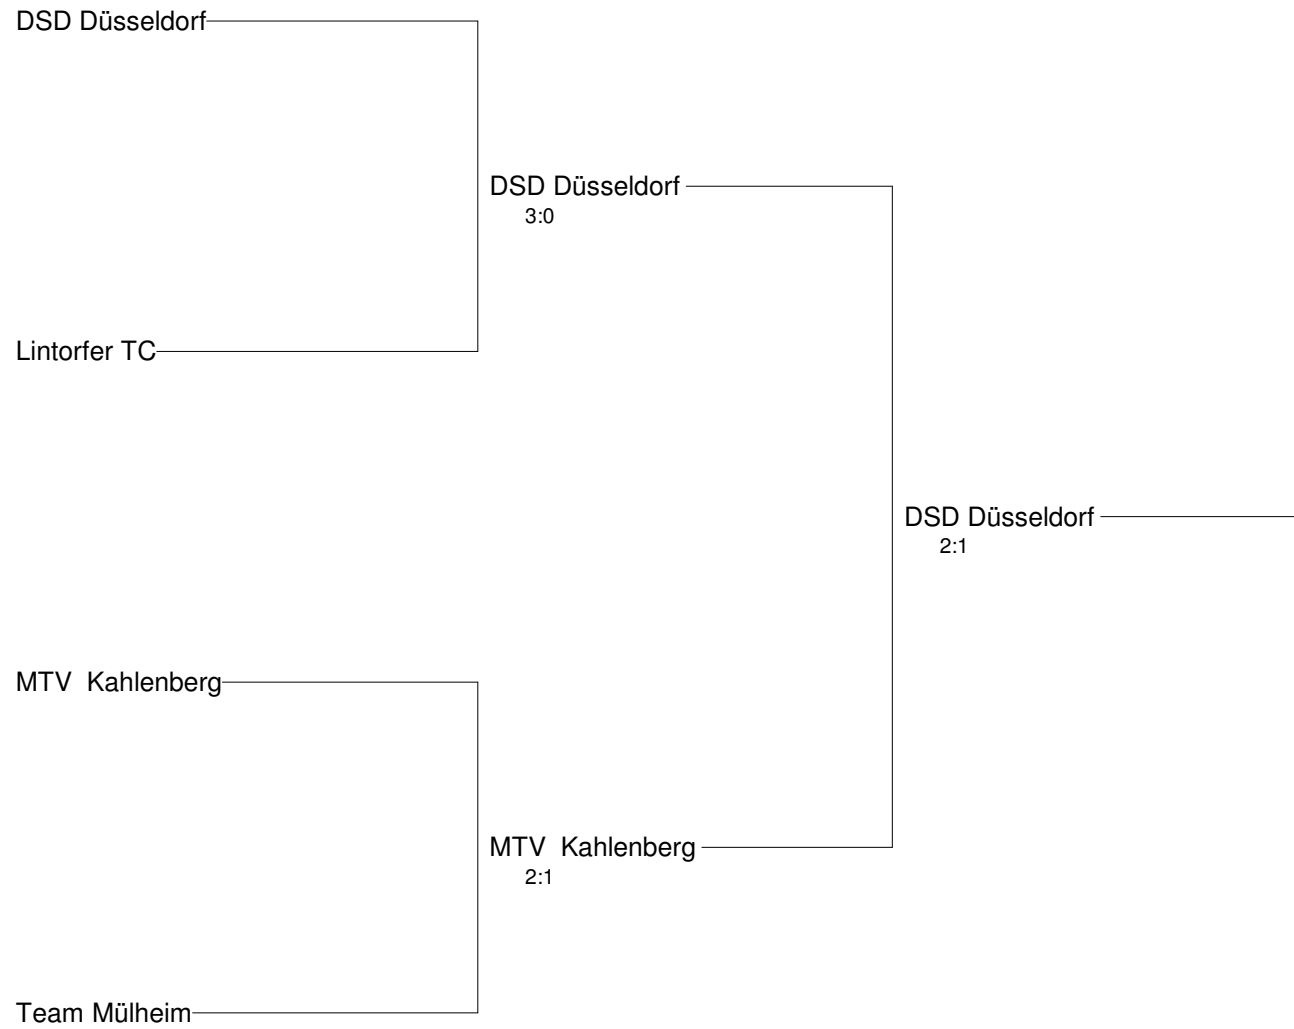 DSD Düsseldorf
DSD Düsseldorf
3:0
Lintorfer TC
DSD Düsseldorf
2:1
MTV  Kahlenberg
MTV  Kahlenberg
2:1
Team Mülheim